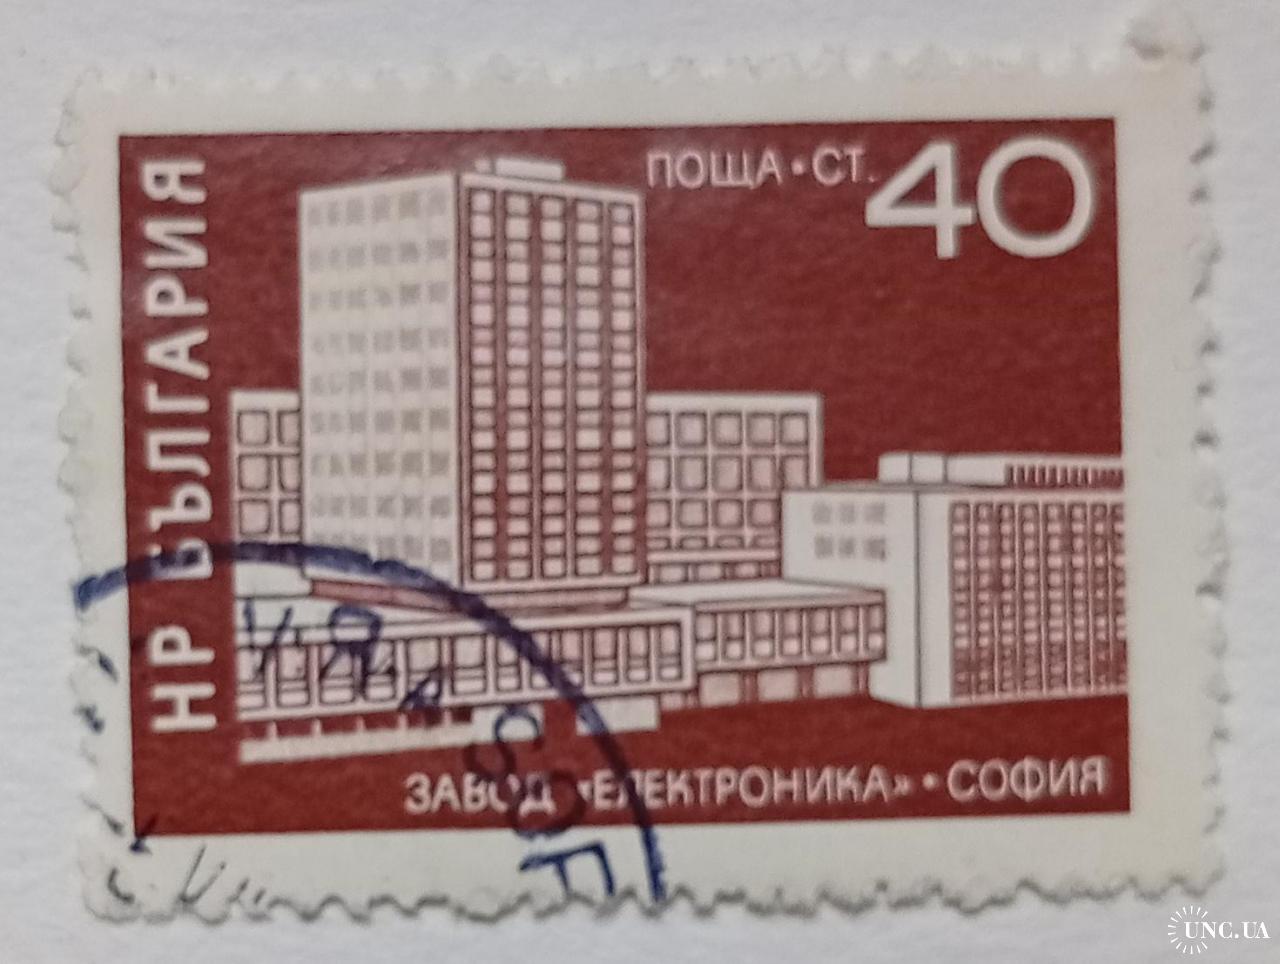 НР БЪЛГАРИЯ
ПОЩА • СТ. 40
ЗАВОД «ЕЛЕКТРОНИКА» • СОФИЯ
UNC.UA